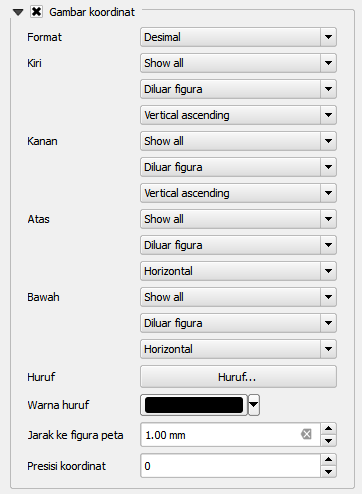 Gambar koordinat
Format Desimal
Kiri Show all
Diluar figura
Vertical ascending
Kanan Show all
Diluar figura
Vertical ascending
Atas Show all
Diluar figura
Horizontal
Bawah Show all
Diluar figura
Horizontal
Huruf Huruf...
Warna huruf
Jarak ke figura peta 1.00 mm
Presisi koordinat 0